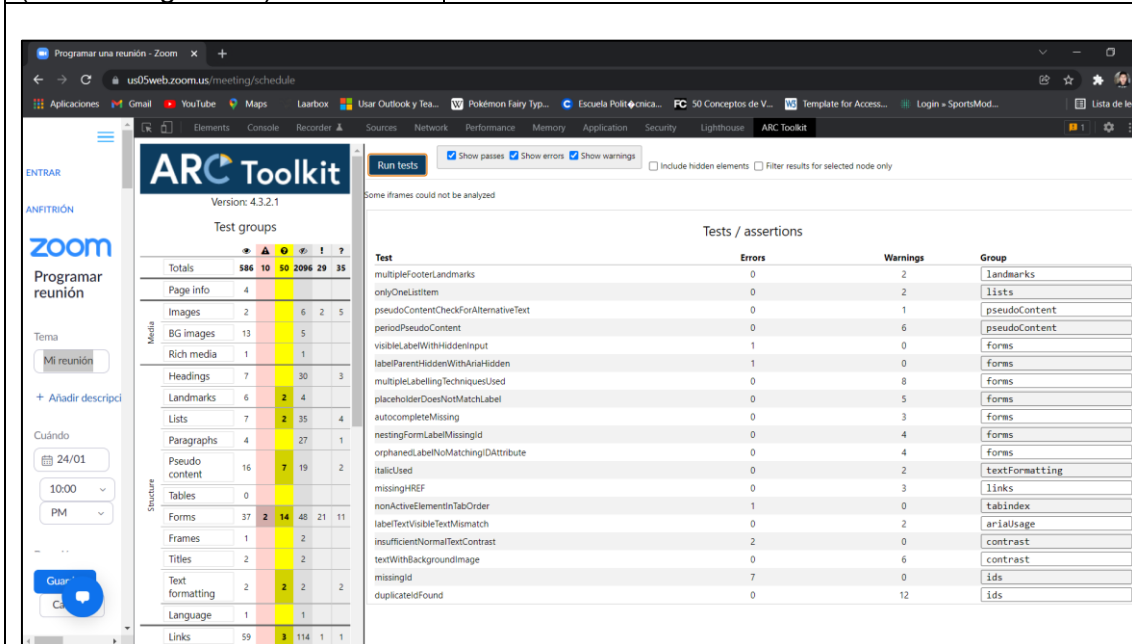 Programar una reunión - Zoom
us05web.zoom.us/meeting/schedule
Aplicaciones Gmail YouTube Maps Laarbox Usar Outlook y Tea... Pokémon Fairy Typ... Escuela Polit�cnica... 50 Conceptos de V... Template for Access... Login » SportsMod... Lista de le
Elements Console Recorder Sources Network Performance Memory Application Security Lighthouse ARC Toolkit 1
ENTRAR
ANFITRIÓN
zoom
Programar
reunión
Tema
Mi reunión
+ Añadir descripci
Cuándo
24/01
10:00
PM
Guar
Ca
ARC Toolkit
Version: 4.3.2.1
Test groups
! ?
Totals 586 10 50 2096 29 35
Page info 4
Media
Images 2 6 2 5
BG images 13 5
Rich media 1 1
Structure
Headings 7 30 3
Landmarks 6 2 4
Lists 7 2 35 4
Paragraphs 4 27 1
Pseudo
content 16 7 19 2
Tables 0
Forms 37 2 14 48 21 11
Frames 1 2
Titles 2 2
Text
formatting 2 2 2 2
Language 1 1
Links 59 3 114 1 1
Run tests Show passes Show errors Show warnings Include hidden elements Filter results for selected node only
Some iframes could not be analyzed
Tests / assertions
Test Errors Warnings Group
multipleFooterLandmarks 0 2 landmarks
onlyOneListItem 0 2 lists
pseudoContentCheckForAlternativeText 0 1 pseudoContent
periodPseudoContent 0 6 pseudoContent
visibleLabelWithHiddenInput 1 0 forms
labelParentHiddenWithAriaHidden 1 0 forms
multipleLabellingTechniquesUsed 0 8 forms
placeholderDoesNotMatchLabel 0 5 forms
autocompleteMissing 0 3 forms
nestingFormLabelMissingId 0 4 forms
orphanedLabelNoMatchingIDAttribute 0 4 forms
italicUsed 0 2 textFormatting
missingHREF 0 3 links
nonActiveElementInTabOrder 1 0 tabindex
labelTextVisibleTextMismatch 0 2 ariaUsage
insufficientNormalTextContrast 2 0 contrast
textWithBackgroundImage 0 6 contrast
missingId 7 0 ids
duplicateIdFound 0 12 ids